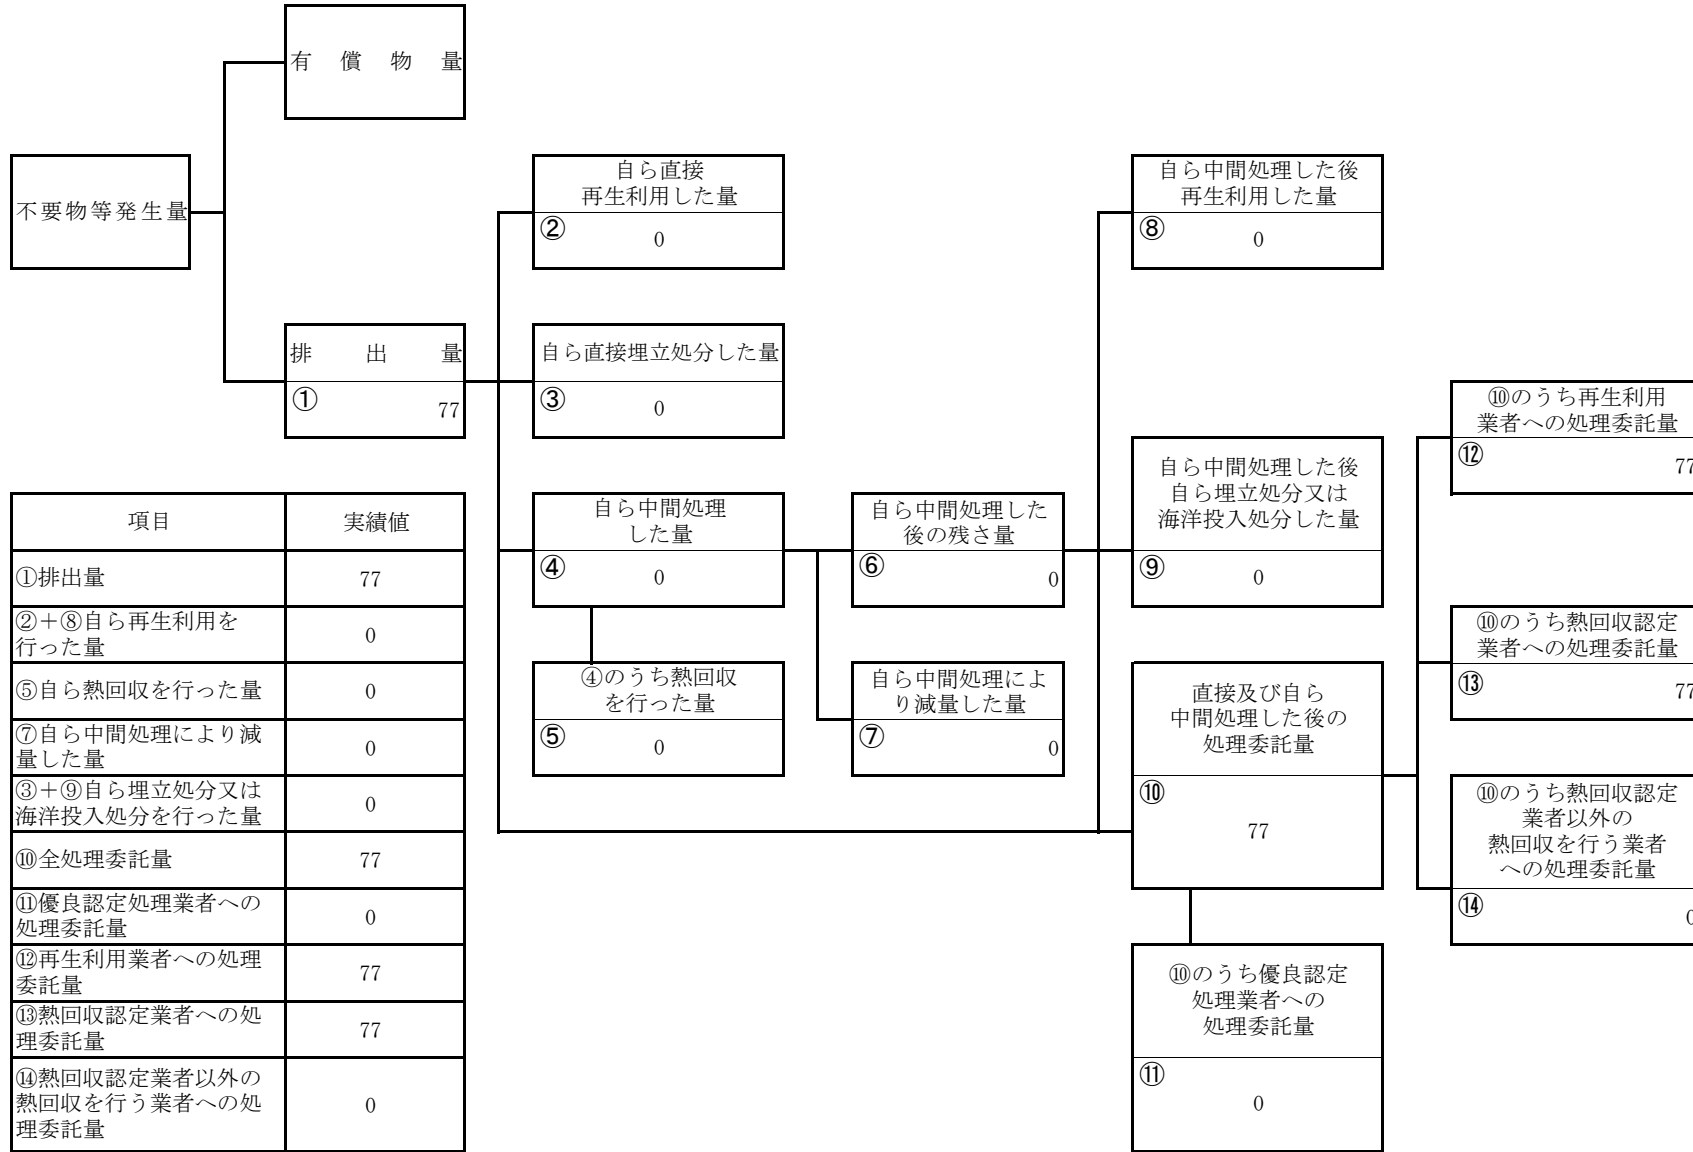 有償物量
不要物等発生量
自ら直接
再生利用した量
②
0
自ら中間処理した後
再生利用した量
⑧
0
排出量
①
77
自ら直接埋立処分した量
③
0
⑩のうち再生利用
業者への処理委託量
⑫
77
自ら中間処理した後
自ら埋立処分又は
海洋投入処分した量
⑨
0
自ら中間処理
した量
④
0
自ら中間処理した
後の残さ量
⑥
0
⑩のうち熱回収認定
業者への処理委託量
⑬
77
④のうち熱回収
を行った量
⑤
0
自ら中間処理によ
り減量した量
⑦
0
直接及び自ら
中間処理した後の
処理委託量
⑩
77
⑩のうち熱回収認定
業者以外の
熱回収を行う業者
への処理委託量
⑭
0
⑩のうち優良認定
処理業者への
処理委託量
⑪
0
項目 実績値
①排出量 77
②＋⑧自ら再生利用を
行った量 0
⑤自ら熱回収を行った量 0
⑦自ら中間処理により減
量した量 0
③＋⑨自ら埋立処分又は
海洋投入処分を行った量 0
⑩全処理委託量 77
⑪優良認定処理業者への
処理委託量 0
⑫再生利用業者への処理
委託量 77
⑬熱回収認定業者への処
理委託量 77
⑭熱回収認定業者以外の
熱回収を行う業者への処
理委託量 0